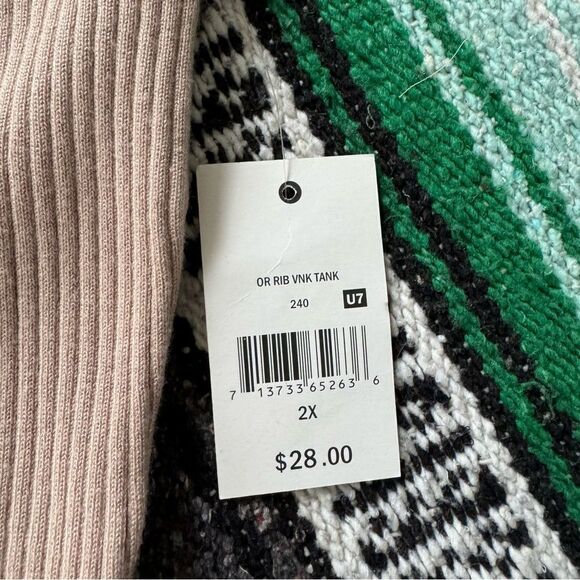 OR RIB VNK TANK
240 U7
7 13733 65263 6
2X
$28.00